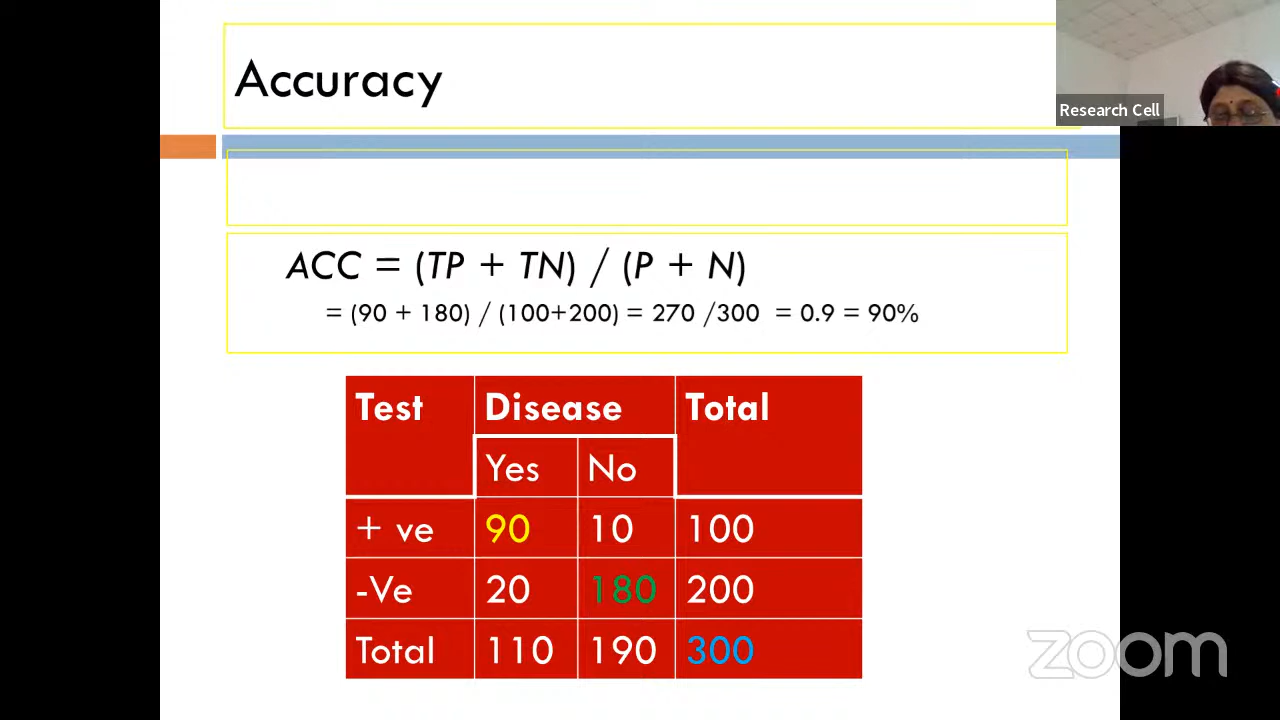 Accuracy
Research Cell
ACC = (TP + TN) / (P + N)
= (90 + 180) / (100+200) = 270 /300 = 0.9 = 90%
Test Disease Total
Yes No
+ ve 90 10 100
-Ve 20 180 200
Total 110 190 300
zoom